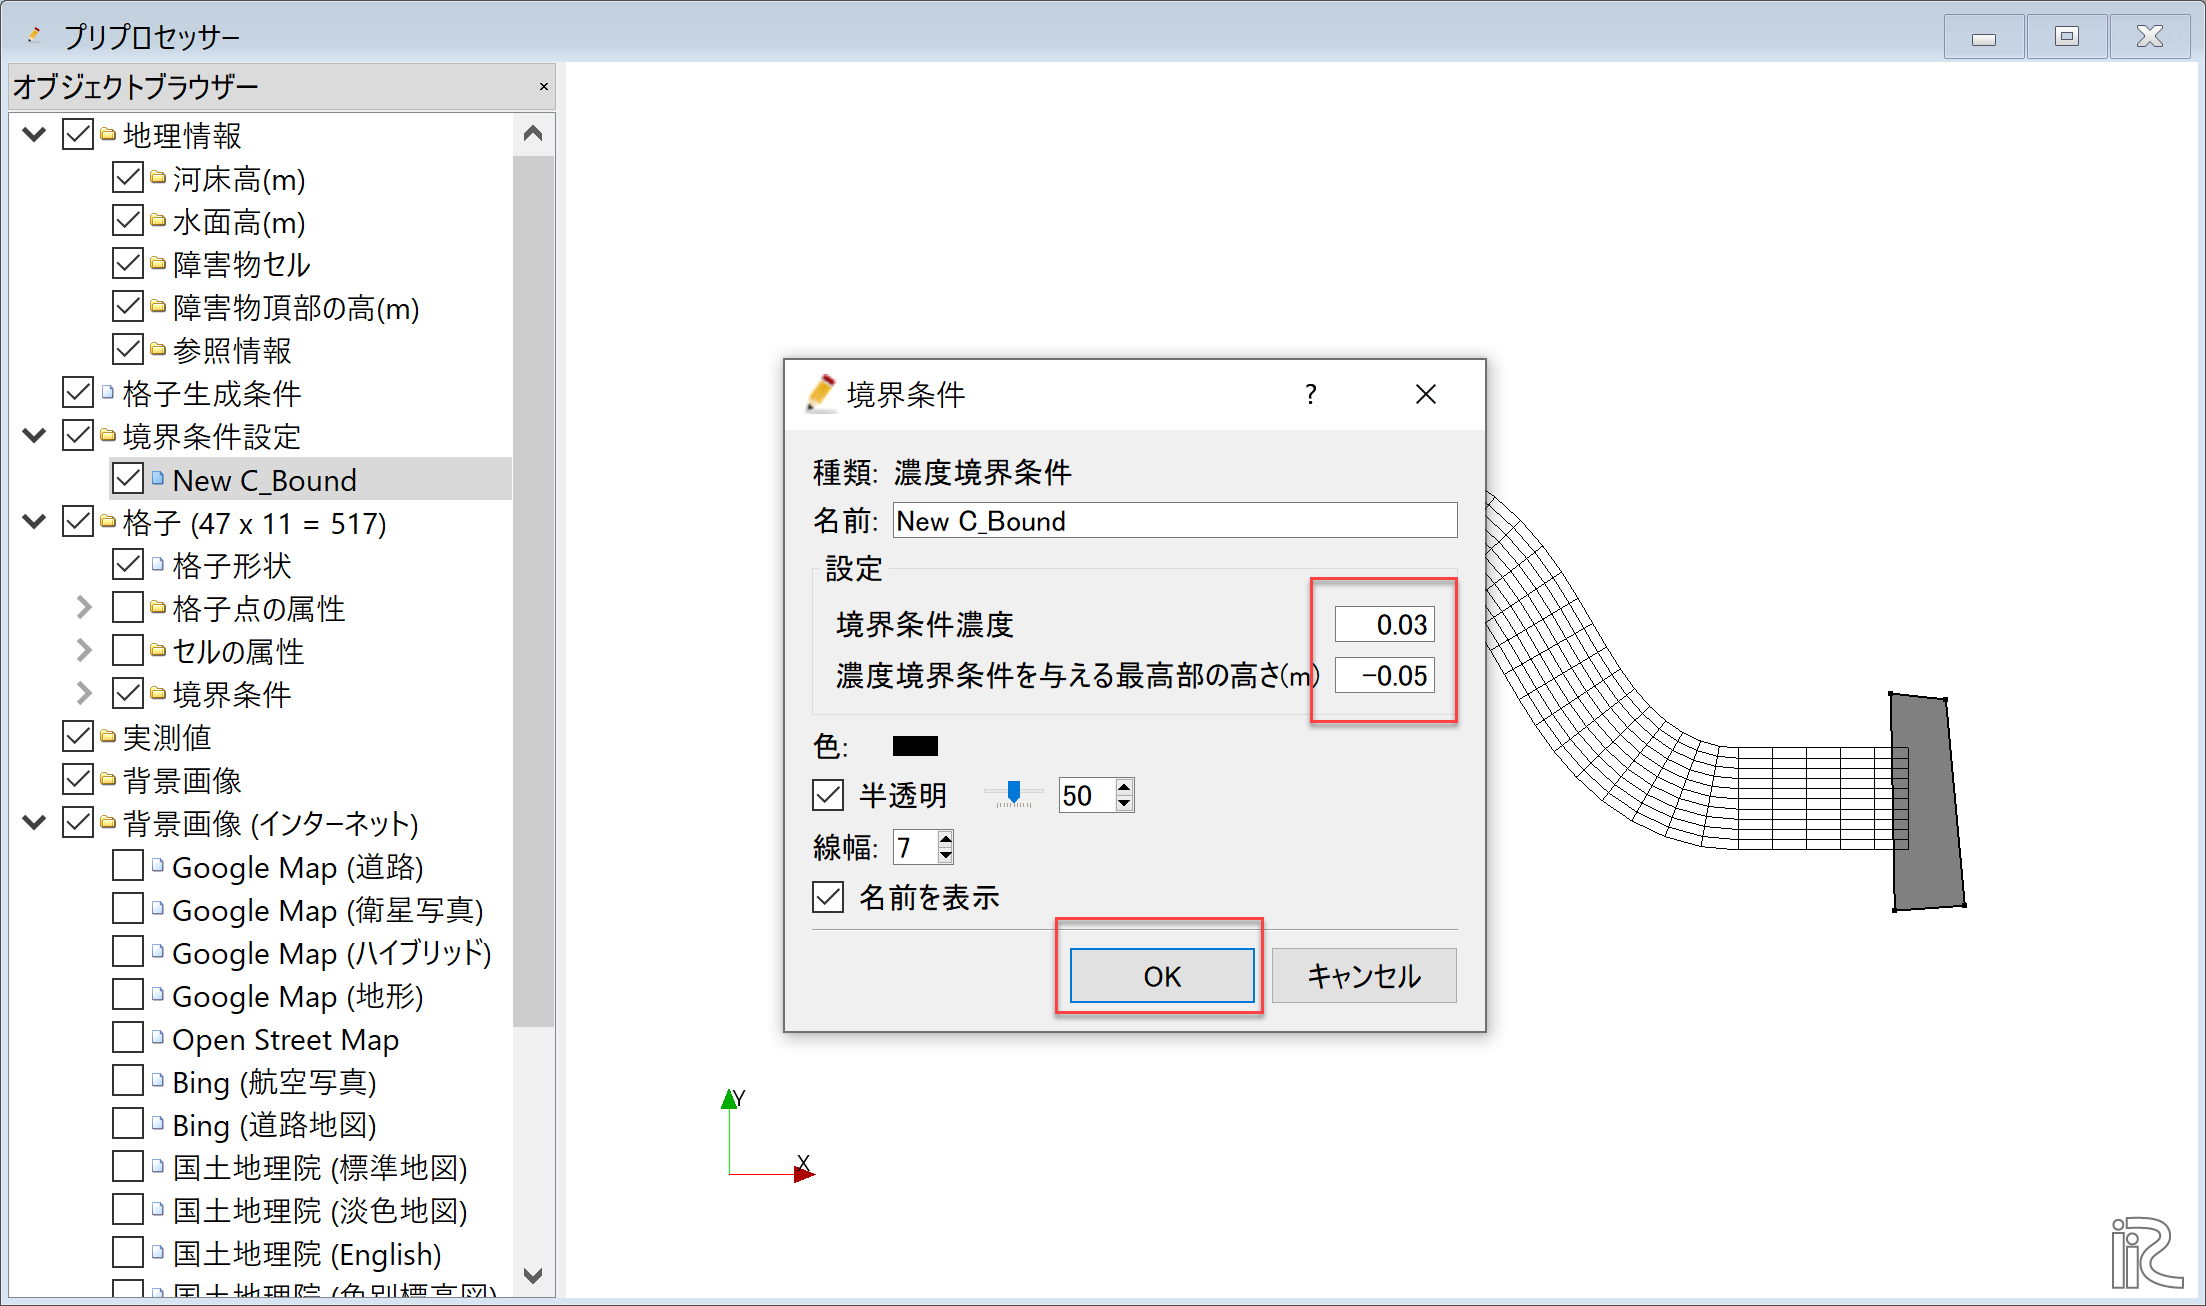 プリプロセッサー
オブジェクトブラウザー
地理情報
河床高(m)
水面高(m)
障害物セル
障害物頂部の高(m)
参照情報
格子生成条件
境界条件設定
New C_Bound
格子 (47 x 11 = 517)
格子形状
格子点の属性
セルの属性
境界条件
実測値
背景画像
背景画像 (インターネット)
Google Map (道路)
Google Map (衛星写真)
Google Map (ハイブリッド)
Google Map (地形)
Open Street Map
Bing (航空写真)
Bing (道路地図)
国土地理院 (標準地図)
国土地理院 (淡色地図)
国土地理院 (English)
国土地理院 (色別標高図)
境界条件
?
種類: 濃度境界条件
名前: New C_Bound
設定
境界条件濃度 0.03
濃度境界条件を与える最高部の高さ(m) -0.05
色:
半透明 50
線幅: 7
名前を表示
OK キャンセル
Y
X
iRIC